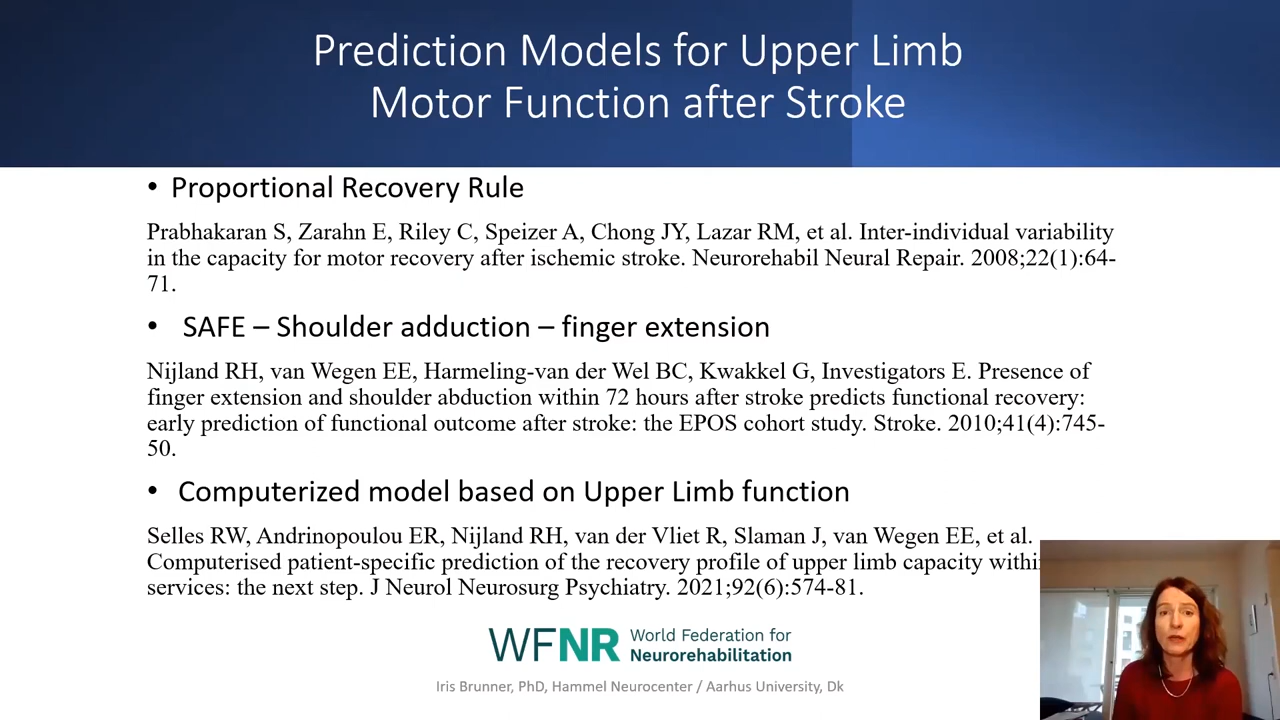 Prediction Models for Upper Limb
Motor Function after Stroke
• Proportional Recovery Rule
Prabhakaran S, Zarahn E, Riley C, Speizer A, Chong JY, Lazar RM, et al. Inter-individual variability
in the capacity for motor recovery after ischemic stroke. Neurorehabil Neural Repair. 2008;22(1):64-
71.
• SAFE – Shoulder adduction – finger extension
Nijland RH, van Wegen EE, Harmeling-van der Wel BC, Kwakkel G, Investigators E. Presence of
finger extension and shoulder abduction within 72 hours after stroke predicts functional recovery:
early prediction of functional outcome after stroke: the EPOS cohort study. Stroke. 2010;41(4):745-
50.
• Computerized model based on Upper Limb function
Selles RW, Andrinopoulou ER, Nijland RH, van der Vliet R, Slaman J, van Wegen EE, et al.
Computerised patient-specific prediction of the recovery profile of upper limb capacity
services: the next step. J Neurol Neurosurg Psychiatry. 2021;92(6):574-81.
WFNR World Federation for
Neurorehabilitation
Iris Brunner, PhD, Hammel Neurocenter / Aarhus University, Dk